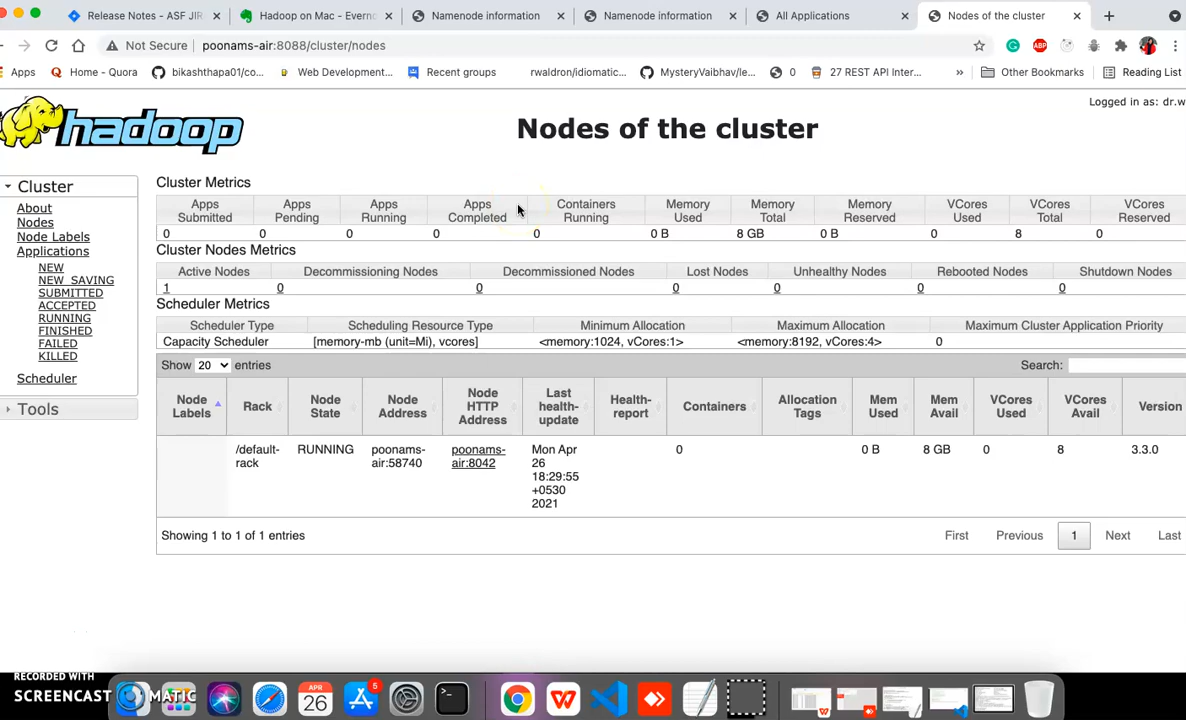 Release Notes - ASF JIR
Hadoop on Mac - Everno
Namenode information
Namenode information
All Applications
Nodes of the cluster
Not Secure
poonams-air:8088/cluster/nodes
ABP
Apps
Home - Quora
bikashthapa01/co...
Web Development...
Recent groups
rwaldron/idiomatic...
MysteryVaibhav/le...
0
27 REST API Inter...
»
Other Bookmarks
Reading List
Logged in as: dr.w
hadoop
Nodes of the cluster
Cluster
About
Nodes
Node Labels
Applications
NEW
NEW_SAVING
SUBMITTED
ACCEPTED
RUNNING
FINISHED
FAILED
KILLED
Scheduler
Tools
Cluster Metrics
Apps Submitted Apps Pending Apps Running Apps Completed Containers Running Memory Used Memory Total Memory Reserved VCores Used VCores Total VCores Reserved
0 0 0 0 0 0 B 8 GB 0 B 0 8 0
Cluster Nodes Metrics
Active Nodes Decommissioning Nodes Decommissioned Nodes Lost Nodes Unhealthy Nodes Rebooted Nodes Shutdown Nodes
1 0 0 0 0 0 0
Scheduler Metrics
Scheduler Type Scheduling Resource Type Minimum Allocation Maximum Allocation Maximum Cluster Application Priority
Capacity Scheduler [memory-mb (unit=Mi), vcores] <memory:1024, vCores:1> <memory:8192, vCores:4> 0
Show 20 entries Search:
Node Labels Rack Node State Node Address Node HTTP Address Last health-update Health-report Containers Allocation Tags Mem Used Mem Avail VCores Used VCores Avail Version
/default-rack RUNNING poonams-air:58740 poonams-air:8042 Mon Apr 26 18:29:55 +0530 2021 0 0 B 8 GB 0 8 3.3.0
Showing 1 to 1 of 1 entries
First Previous 1 Next Last
RECORDED WITH
SCREENCAST MATIC
APR
26
5